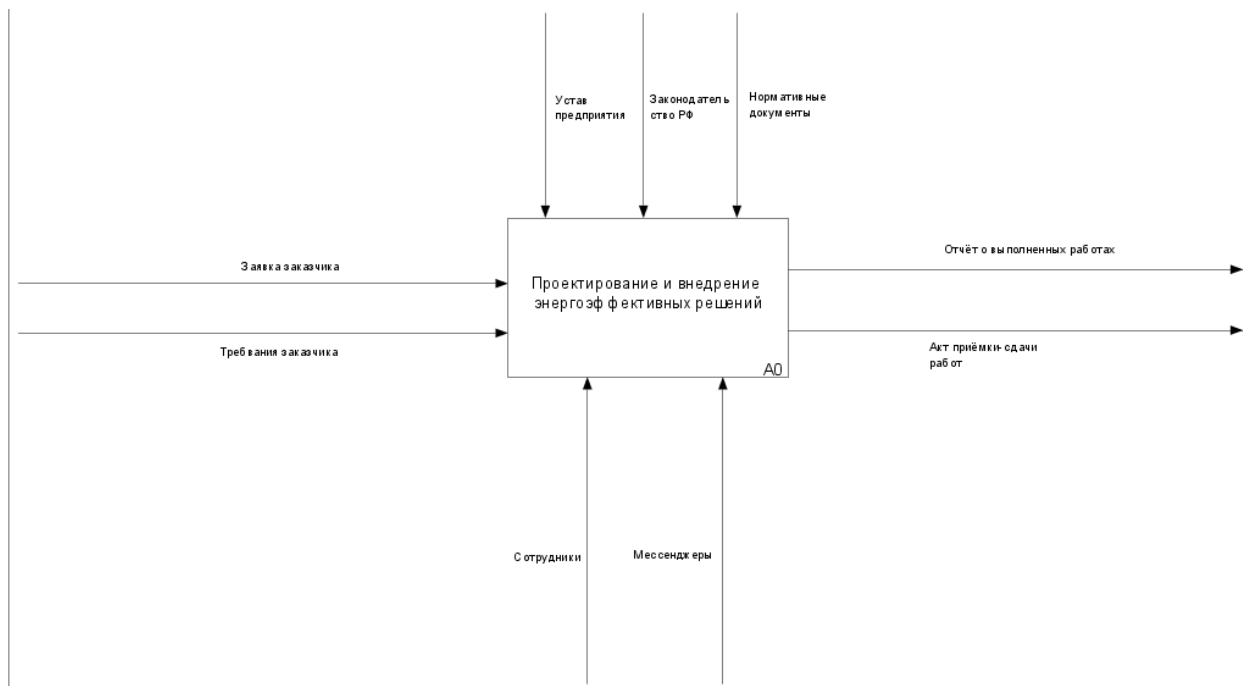 Устав
предприятия
Законодатель
ство РФ
Нормативные
документы
Заявка заказчика
Требвания заказчика
Проектирование и внедрение
энергоэффективных решений
A0
Отчёт о выполненных работах
Акт приёмки-сдачи
работ
Сотрудники
Мессенджеры